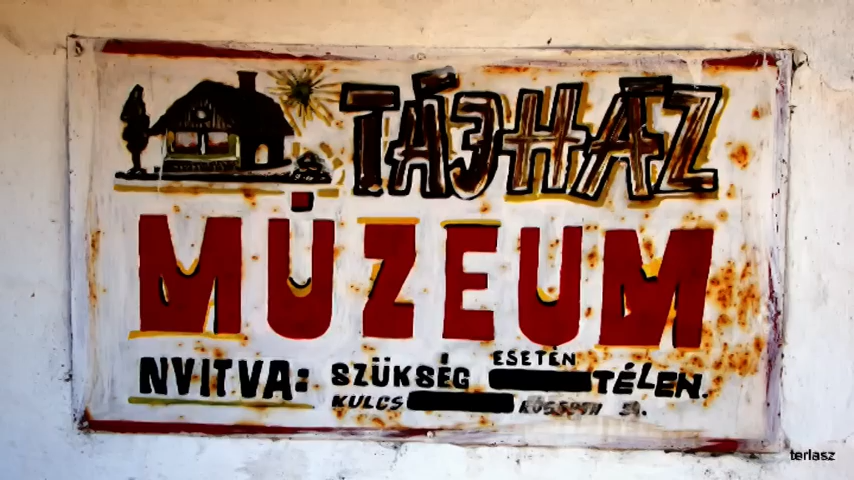 TÁJHÁZ
MÚZEUM
NYITVA: SZÜKSÉG ESETÉN TÉLEN.
KULCS
terlasz